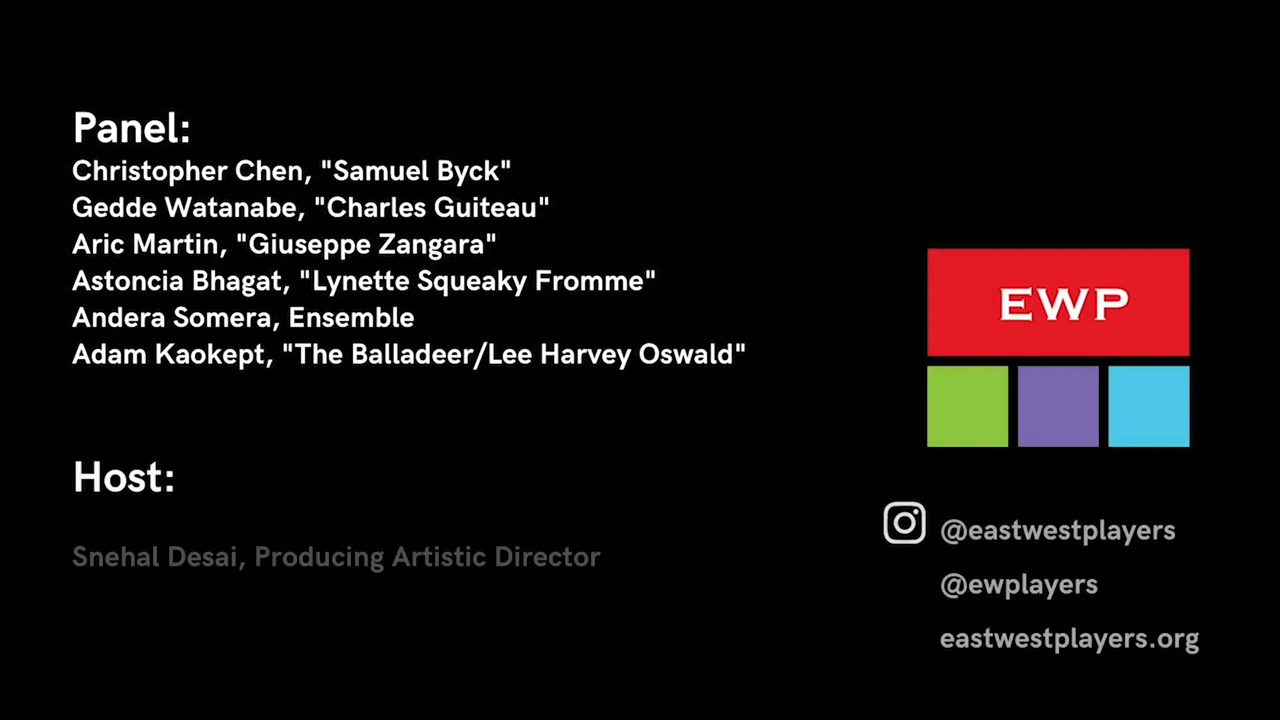 Panel:
Christopher Chen, "Samuel Byck"
Gedde Watanabe, "Charles Guiteau"
Aric Martin, "Giuseppe Zangara"
Astoncia Bhagat, "Lynette Squeaky Fromme"
Andera Somera, Ensemble
Adam Kaokept, "The Balladeer/Lee Harvey Oswald"
Host:
Snehal Desai, Producing Artistic Director
EWP
@eastwestplayers
@ewplayers
eastwestplayers.org